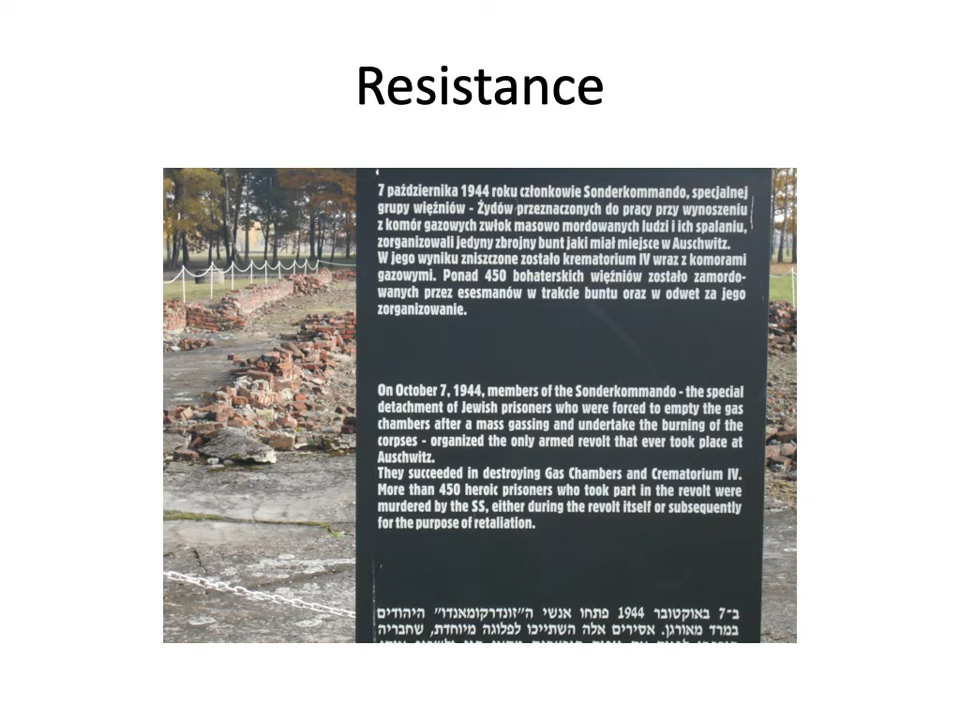 Resistance
7 października 1944 roku członkowie Sonderkommando, specjalnej
grupy więźniów - Żydów przeznaczonych do pracy przy wynoszeniu
z komór gazowych zwłok masowo mordowanych ludzi i ich spalaniu,
zorganizowali jedyny zbrojny bunt jaki miał miejsce w Auschwitz.
W jego wyniku zniszczone zostało krematorium IV wraz z komorami
gazowymi. Ponad 450 bohaterskich więźniów zostało zamordo-
wanych przez esesmanów w trakcie buntu oraz w odwet za jego
zorganizowanie.
On October 7, 1944, members of the Sonderkommando - the special
detachment of Jewish prisoners who were forced to empty the gas
chambers after a mass gassing and undertake the burning of the
corpses - organized the only armed revolt that ever took place at
Auschwitz.
They succeeded in destroying Gas Chambers and Crematorium IV.
More than 450 heroic prisoners who took part in the revolt were
murdered by the SS, either during the revolt itself or subsequently
for the purpose of retaliation.
ב־7 באוקטובר 1944 פתחו אנשי ה״זונדרקומאנדו״ היהודים
במרד מאורגן. אסירים אלה השתייכו לפלוגה מיוחדת, שחבריה